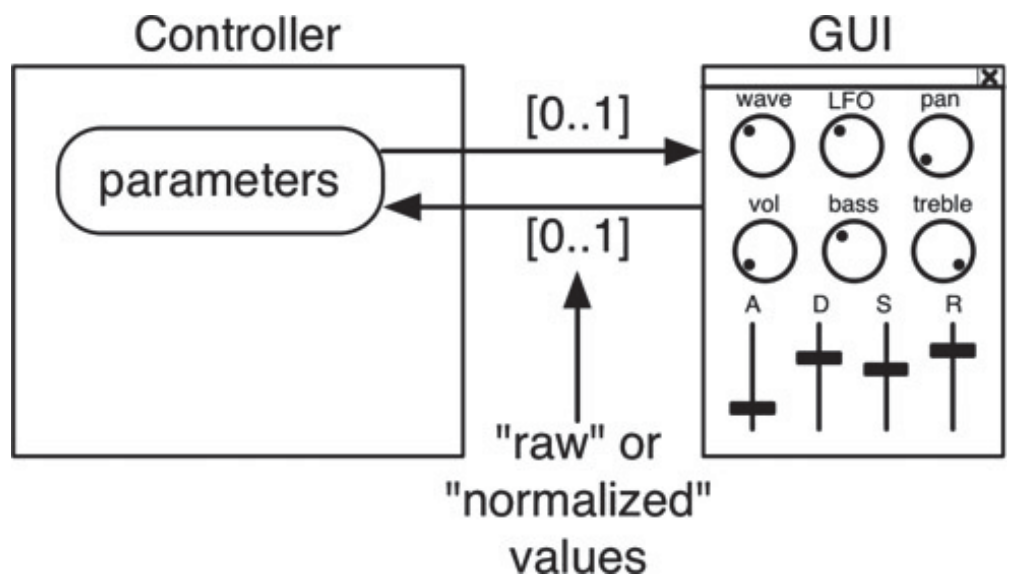 Controller
GUI
parameters
[0..1]
[0..1]
"raw" or
"normalized"
values
X
wave LFO pan
vol bass treble
A D S R